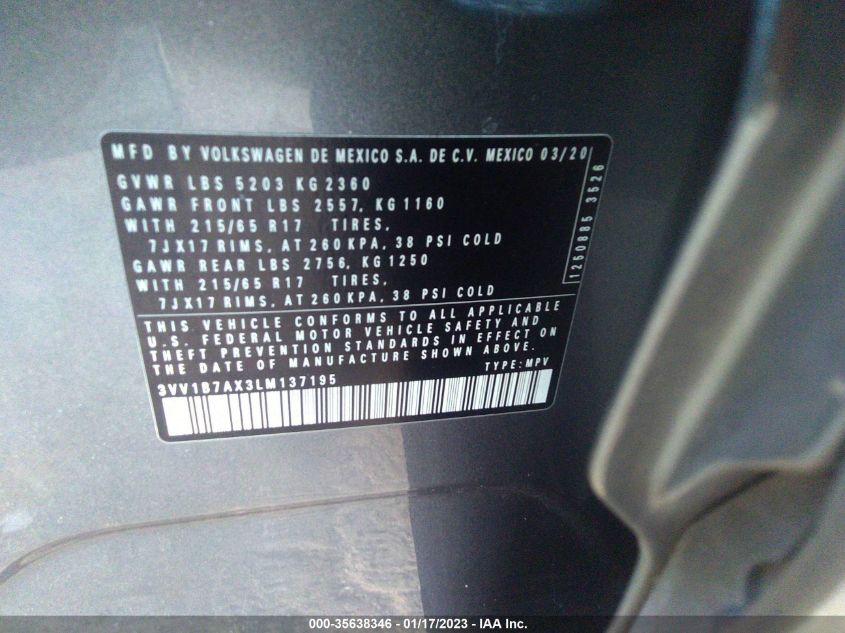 MFD BY VOLKSWAGEN DE MEXICO S.A. DE C.V. MEXICO 03/20
GVWR LBS 5203 KG 2360
GAWR FRONT LBS 2557, KG 1160
WITH 215/65 R17 TIRES,
7JX17 RIMS, AT 260 KPA, 38 PSI COLD
GAWR REAR LBS 2756, KG 1250
WITH 215/65 R17 TIRES,
7JX17 RIMS, AT 260 KPA, 38 PSI COLD
1250885 3526
THIS VEHICLE CONFORMS TO ALL APPLICABLE
U.S. FEDERAL MOTOR VEHICLE SAFETY AND
THEFT PREVENTION STANDARDS IN EFFECT ON
THE DATE OF MANUFACTURE SHOWN ABOVE.
TYPE: MPV
3VV1B7AX3LM137195
000-35638346 - 01/17/2023 - IAA Inc.